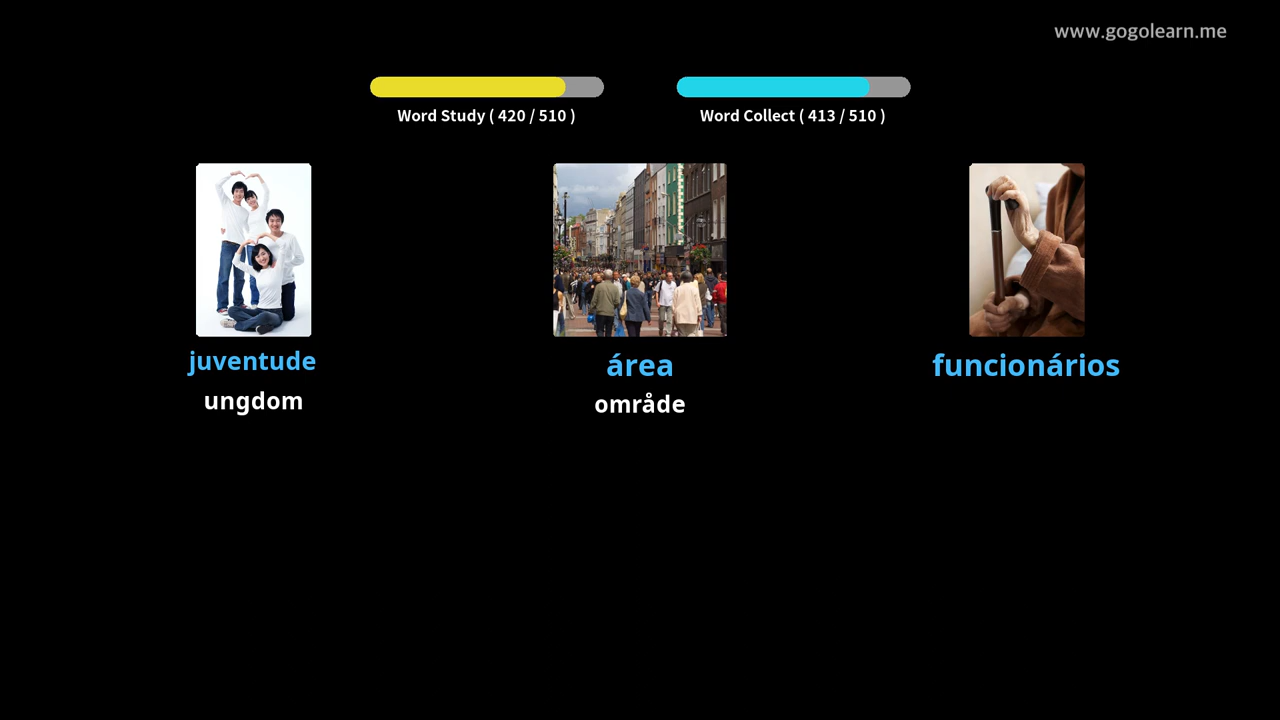 www.gogolearn.me
Word Study ( 420 / 510 )
Word Collect ( 413 / 510 )
juventude
ungdom
área
område
funcionários